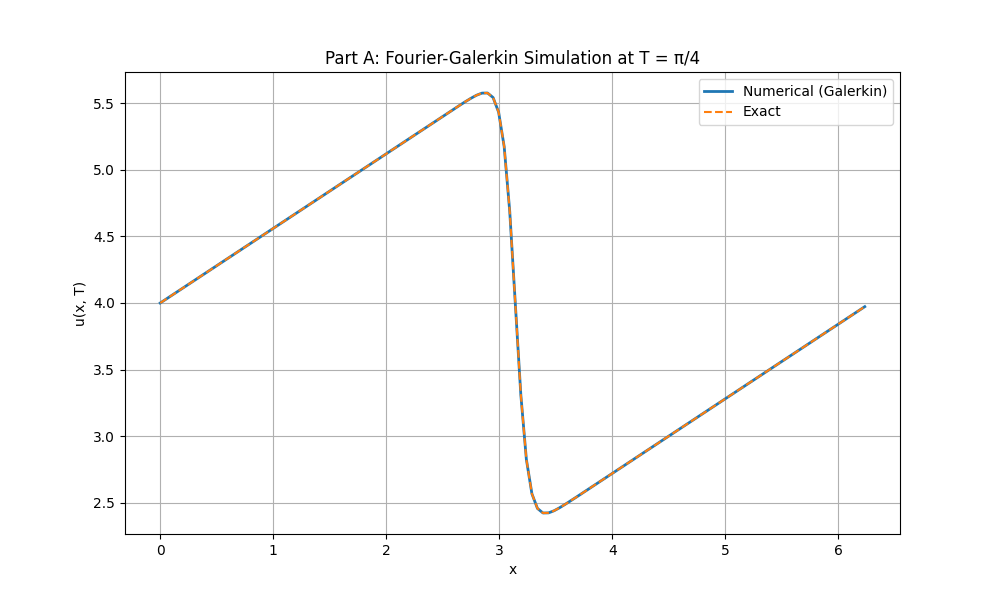 Part A: Fourier-Galerkin Simulation at T = π/4
Numerical (Galerkin)
Exact
5.5
5.0
4.5
4.0
3.5
3.0
2.5
u(x, T)
0 1 2 3 4 5 6
x